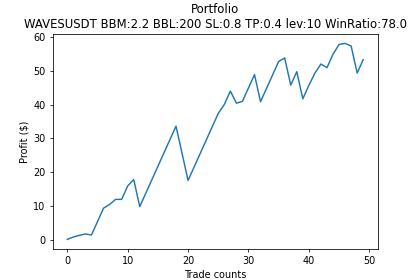 Portfolio
WAVESUSDT BBM:2.2 BBL:200 SL:0.8 TP:0.4 lev:10 WinRatio:78.0
60
50
40
30
20
10
0
Profit ($)
0 10 20 30 40 50
Trade counts